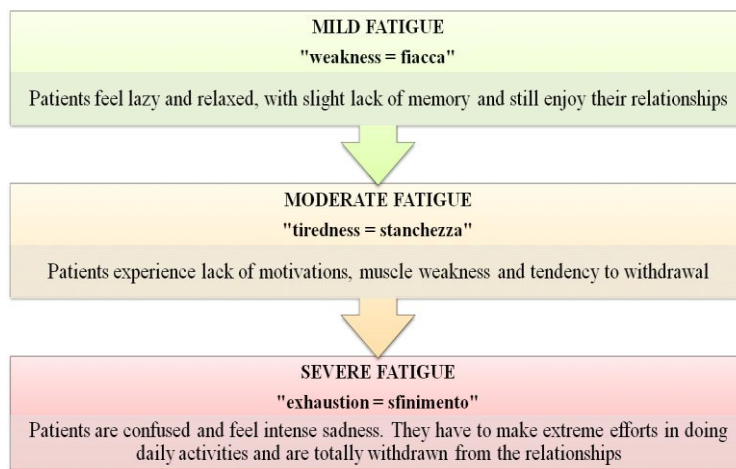 MILD FATIGUE
"weakness = fiacca"
Patients feel lazy and relaxed, with slight lack of memory and still enjoy their relationships
MODERATE FATIGUE
"tiredness = stanchezza"
Patients experience lack of motivations, muscle weakness and tendency to withdrawal
SEVERE FATIGUE
"exhaustion = sfinimento"
Patients are confused and feel intense sadness. They have to make extreme efforts in doing
daily activities and are totally withdrawn from the relationships